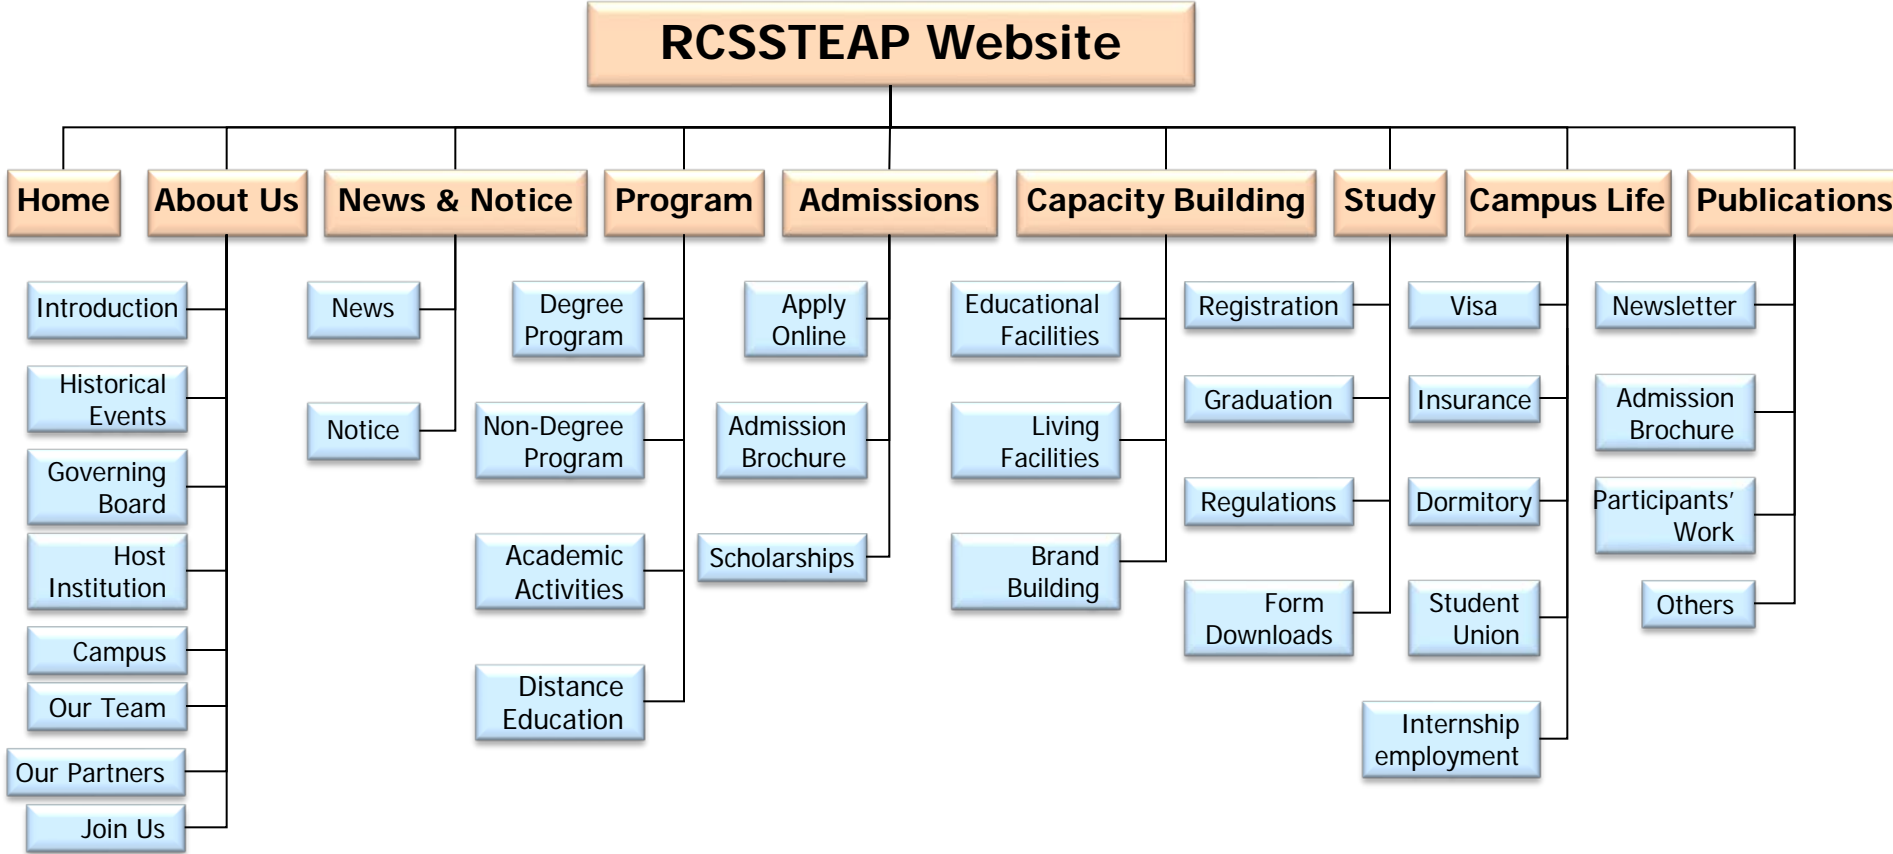 RCSSTEAP Website
Home
About Us
News & Notice
Program
Admissions
Capacity Building
Study
Campus Life
Publications
Introduction
Historical
Events
Governing
Board
Host
Institution
Campus
Our Team
Our Partners
Join Us
News
Notice
Degree
Program
Non-Degree
Program
Academic
Activities
Distance
Education
Apply
Online
Admission
Brochure
Scholarships
Educational
Facilities
Living
Facilities
Brand
Building
Registration
Graduation
Regulations
Form
Downloads
Visa
Insurance
Dormitory
Student
Union
Internship
employment
Newsletter
Admission
Brochure
Participants’
Work
Others